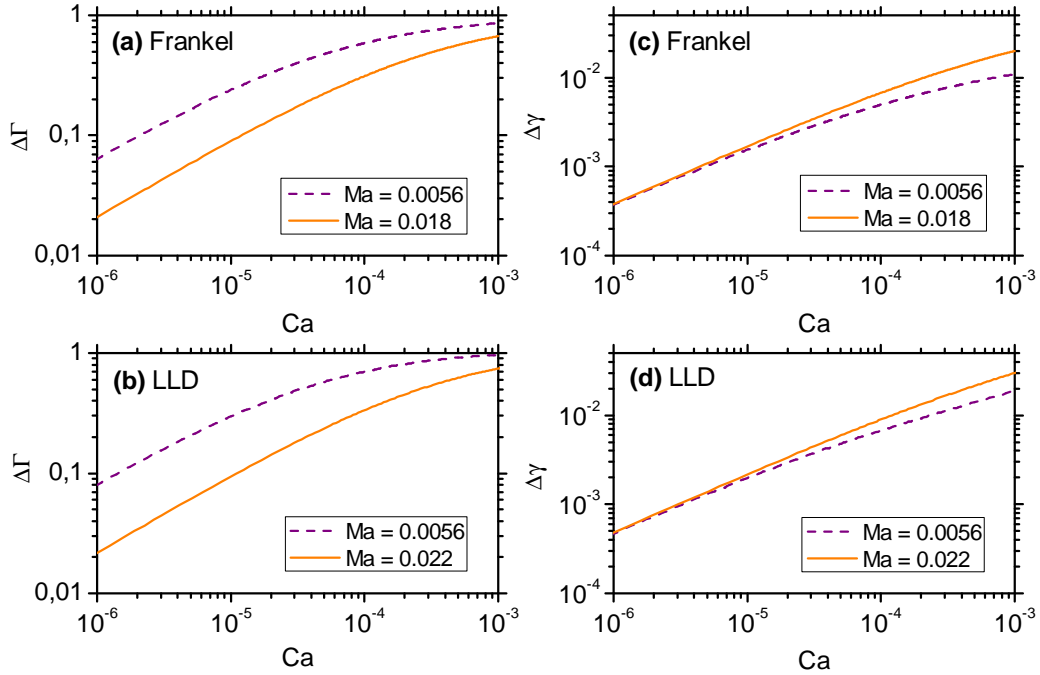 (a) Frankel
1
0,1
0,01
ΔΓ
Ma = 0.0056
Ma = 0.018
10⁻⁶ 10⁻⁵ 10⁻⁴ 10⁻³
Ca
(c) Frankel
10⁻²
10⁻³
10⁻⁴
Δγ
Ma = 0.0056
Ma = 0.018
10⁻⁶ 10⁻⁵ 10⁻⁴ 10⁻³
Ca
(b) LLD
1
0,1
0,01
ΔΓ
Ma = 0.0056
Ma = 0.022
10⁻⁶ 10⁻⁵ 10⁻⁴ 10⁻³
Ca
(d) LLD
10⁻²
10⁻³
10⁻⁴
Δγ
Ma = 0.0056
Ma = 0.022
10⁻⁶ 10⁻⁵ 10⁻⁴ 10⁻³
Ca